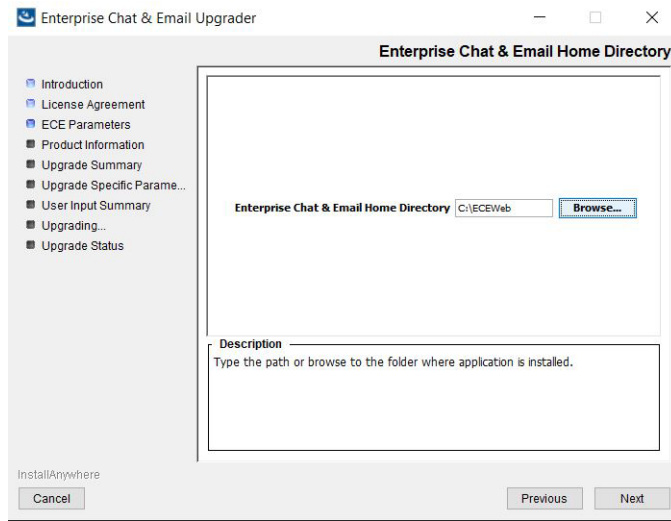 Enterprise Chat & Email Upgrader
Enterprise Chat & Email Home Directory
Introduction
License Agreement
ECE Parameters
Product Information
Upgrade Summary
Upgrade Specific Parame...
User Input Summary
Upgrading...
Upgrade Status
Enterprise Chat & Email Home Directory C:\ECEWeb Browse...
Description
Type the path or browse to the folder where application is installed.
InstallAnywhere
Cancel Previous Next